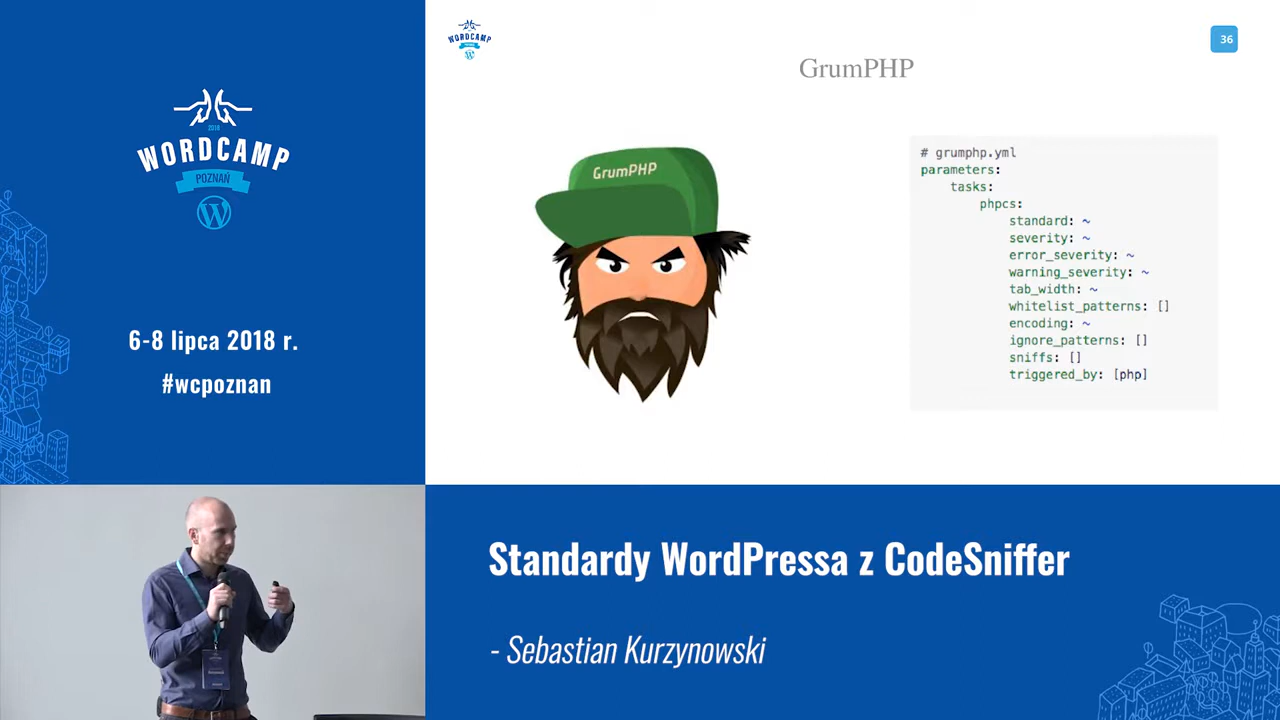 2018
WORDCAMP
POZNAŃ
6-8 lipca 2018 r.
#wcpoznan
WORDCAMP
36
GrumPHP
GrumPHP
# grumphp.yml
parameters:
tasks:
phpcs:
standard: ~
severity: ~
error_severity: ~
warning_severity: ~
tab_width: ~
whitelist_patterns: []
encoding: ~
ignore_patterns: []
sniffs: []
triggered_by: [php]
Standardy WordPressa z CodeSniffer
- Sebastian Kurzynowski